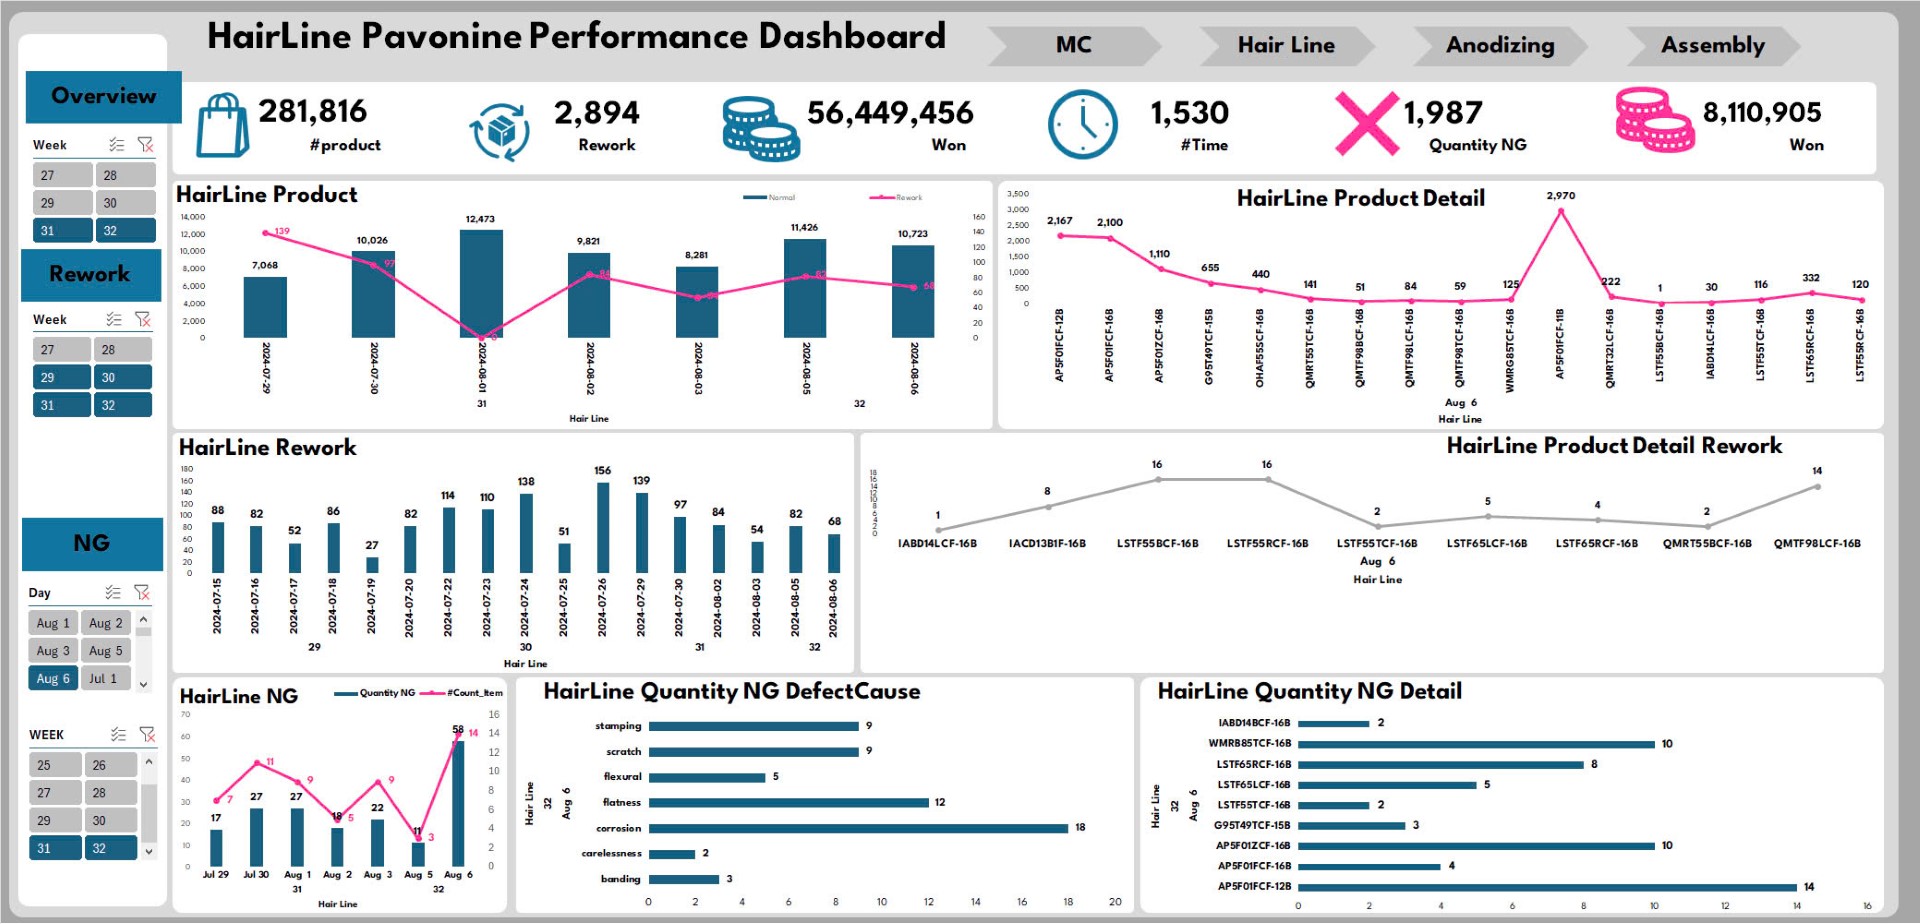 HairLine Pavonine Performance Dashboard
MC
Hair Line
Anodizing
Assembly
Overview
281,816
#product
2,894
Rework
56,449,456
Won
1,530
#Time
1,987
Quantity NG
8,110,905
Won
Week
27 28
29 30
31 32
Rework
Week
27 28
29 30
31 32
NG
Day
Aug 1 Aug 2
Aug 3 Aug 5
Aug 6 Jul 1
WEEK
25 26
27 28
29 30
31 32
HairLine Product
Normal Rework
14,000
12,000
10,000
8,000
6,000
4,000
2,000
0
7,068
10,026
12,473
9,821
8,281
11,426
10,723
139
97
0
84
54
82
68
160
140
120
100
80
60
40
20
0
2024-07-29
2024-07-30
2024-08-01
2024-08-02
2024-08-03
2024-08-05
2024-08-06
31 32
Hair Line
HairLine Product Detail
3,500
3,000
2,500
2,000
1,500
1,000
500
0
2,167
2,100
1,110
655
440
141
51
84
59
125
2,970
222
1
30
116
332
120
AP5F01FCF-12B
AP5F01FCF-16B
AP5F01ZCF-16B
G95T49TCF-15B
OHAF55SCF-16B
QMRT55TCF-16B
QMTF98BCF-16B
QMTF98LCF-16B
QMTF98TCF-16B
WMRG85TCF-16B
AP5F01FCF-11B
QMRT32LCF-16B
LSTF55BCF-16B
IABD14LCF-16B
LSTF55TCF-16B
LSTF65RCF-16B
LSTF55RCF-16B
Aug 6
Hair Line
HairLine Rework
180
160
140
120
100
80
60
40
20
0
88
82
52
86
27
82
114
110
138
51
156
139
97
84
54
82
68
2024-07-15
2024-07-16
2024-07-17
2024-07-18
2024-07-19
2024-07-20
2024-07-22
2024-07-23
2024-07-24
2024-07-25
2024-07-26
2024-07-29
2024-07-30
2024-08-02
2024-08-03
2024-08-05
2024-08-06
29 30 31 32
Hair Line
HairLine Product Detail Rework
18
16
14
12
10
8
6
4
2
0
1
8
16
16
2
5
4
2
14
IABD14LCF-16B
IACD13B1F-16B
LSTF55BCF-16B
LSTF55RCF-16B
LSTF55TCF-16B
LSTF65LCF-16B
LSTF65RCF-16B
QMRT55BCF-16B
QMTF98LCF-16B
Aug 6
Hair Line
HairLine NG
Quantity NG #Count_Item
70
60
50
40
30
20
10
0
17
27
27
18
22
11
58
7
11
9
5
9
3
14
16
14
12
10
8
6
4
2
0
Jul 29 Jul 30 Aug 1 Aug 2 Aug 3 Aug 5 Aug 6
31 32
Hair Line
HairLine Quantity NG DefectCause
Hair Line
32
Aug 6
stamping 9
scratch 9
flexural 5
flatness 12
corrosion 18
carelessness 2
banding 3
0 2 4 6 8 10 12 14 16 18 20
HairLine Quantity NG Detail
Hair Line
32
Aug 6
IABD14BCF-16B 2
WMRB85TCF-16B 10
LSTF65RCF-16B 8
LSTF65LCF-16B 5
LSTF55TCF-16B 2
G95T49TCF-15B 3
AP5F01ZCF-16B 10
AP5F01FCF-16B 4
AP5F01FCF-12B 14
0 2 4 6 8 10 12 14 16